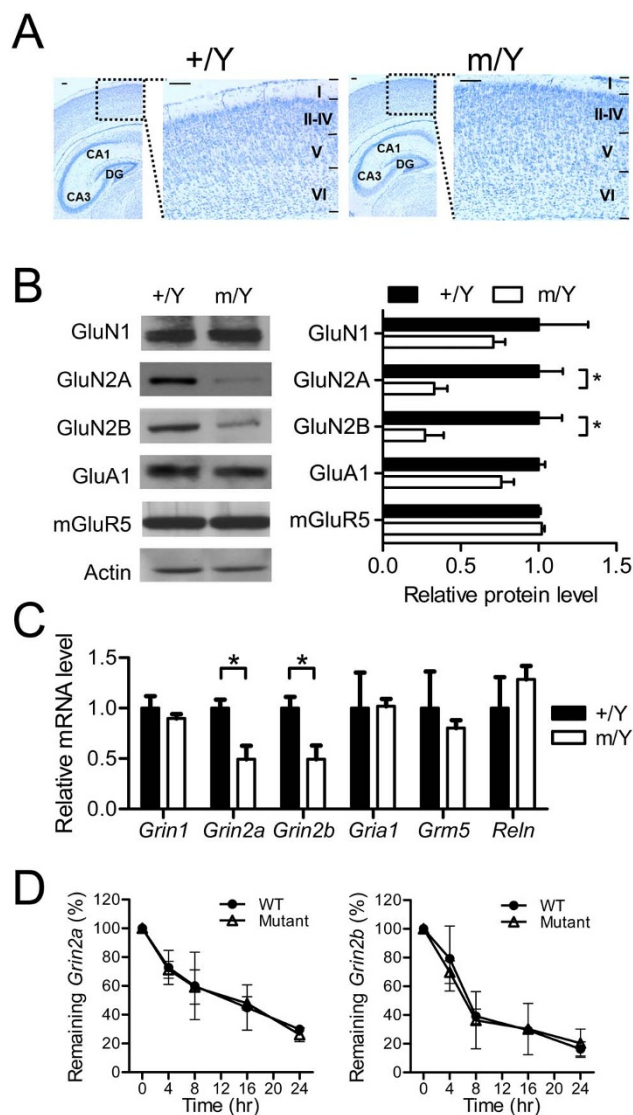 A
+/Y
m/Y
I
II-IV
V
VI
CA1
DG
CA3
I
II-IV
V
VI
CA1
DG
CA3
B
+/Y m/Y
GluN1
GluN2A
GluN2B
GluA1
mGluR5
Actin
+/Y m/Y
GluN1
GluN2A *
GluN2B *
GluA1
mGluR5
0.0 0.5 1.0 1.5
Relative protein level
C
Relative mRNA level
1.5
1.0
0.5
0.0
* *
+/Y
m/Y
Grin1 Grin2a Grin2b Gria1 Grm5 Reln
D
Remaining Grin2a (%)
120
100
80
60
40
20
0
WT
Mutant
0 4 8 12 16 20 24
Time (hr)
Remaining Grin2b (%)
120
100
80
60
40
20
0
WT
Mutant
0 4 8 12 16 20 24
Time (hr)